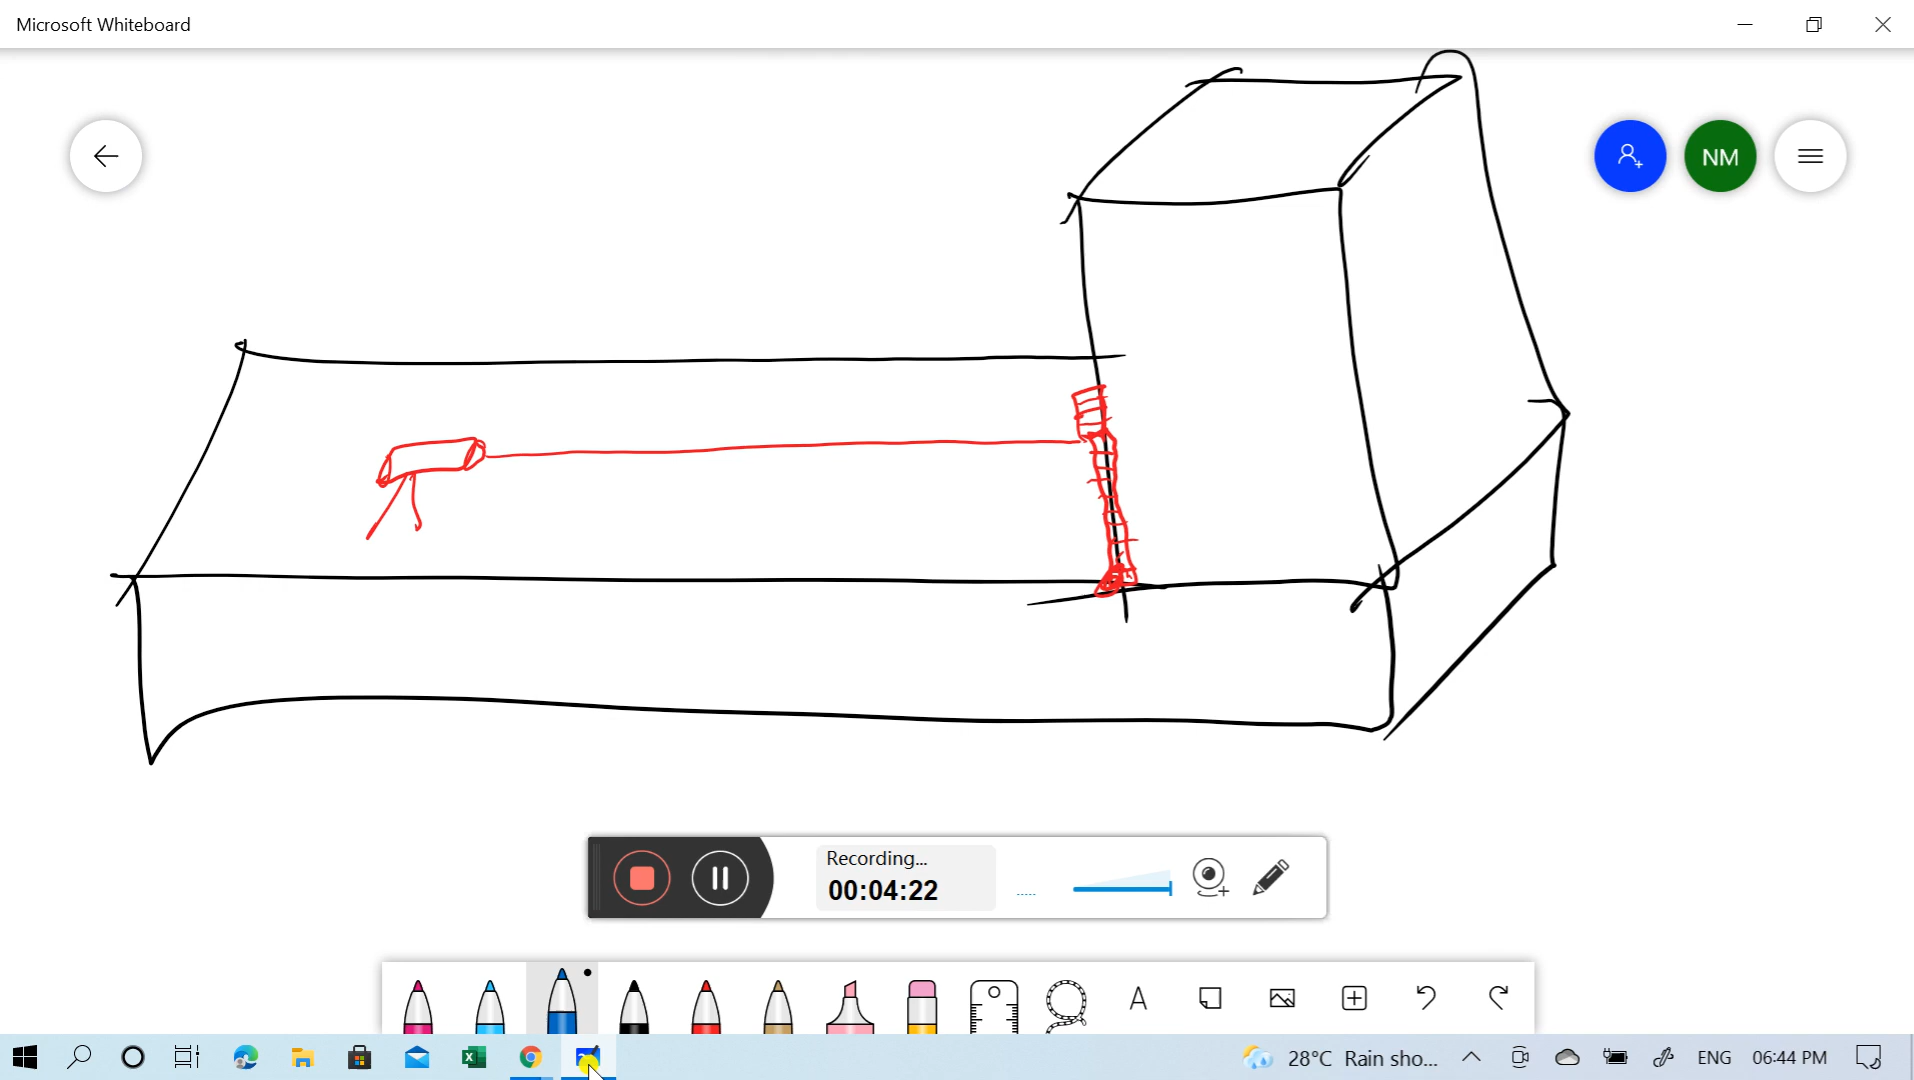 Microsoft Whiteboard
NM
Recording...
00:04:22
A
28°C Rain sho...
ENG
06:44 PM